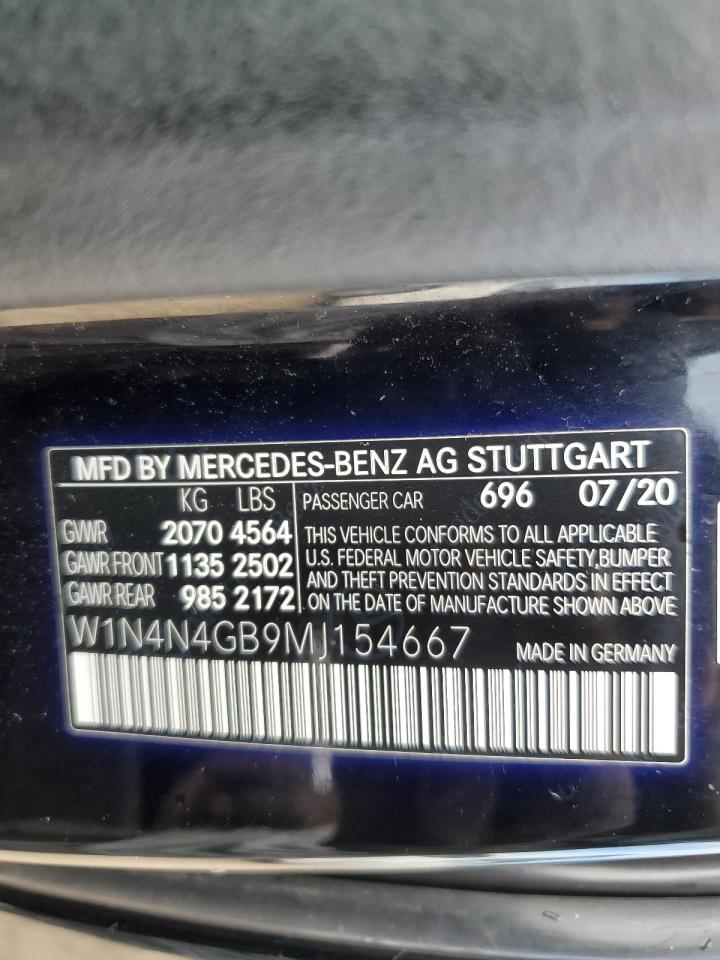 MFD BY MERCEDES-BENZ AG STUTTGART
KG LBS
GVWR 2070 4564
GAWR FRONT 1135 2502
GAWR REAR 985 2172
PASSENGER CAR 696 07/20
THIS VEHICLE CONFORMS TO ALL APPLICABLE
U.S. FEDERAL MOTOR VEHICLE SAFETY,BUMPER
AND THEFT PREVENTION STANDARDS IN EFFECT
ON THE DATE OF MANUFACTURE SHOWN ABOVE
W1N4N4GB9MJ154667
MADE IN GERMANY